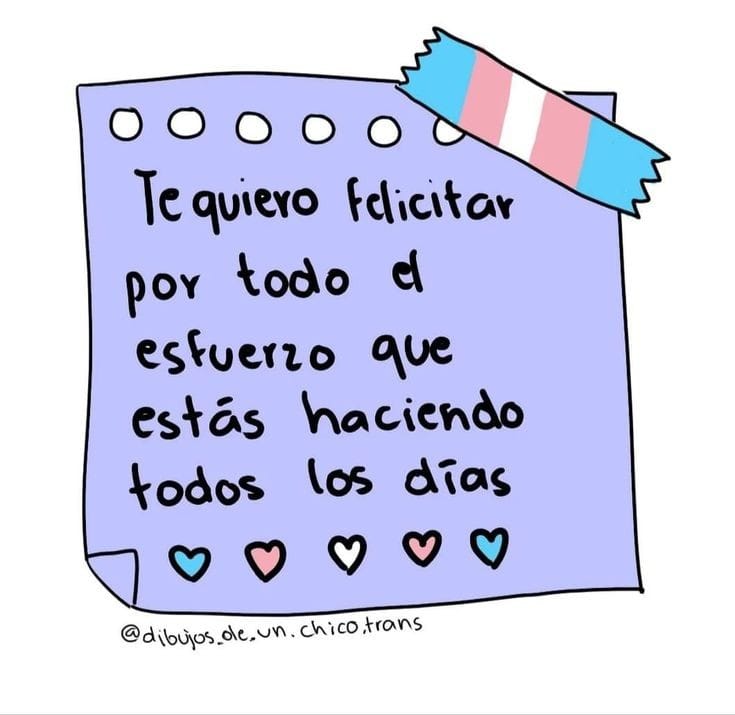 Te quiero felicitar
por todo el
esfuerzo que
estás haciendo
todos los días
@dibujos_de_un.chico.trans